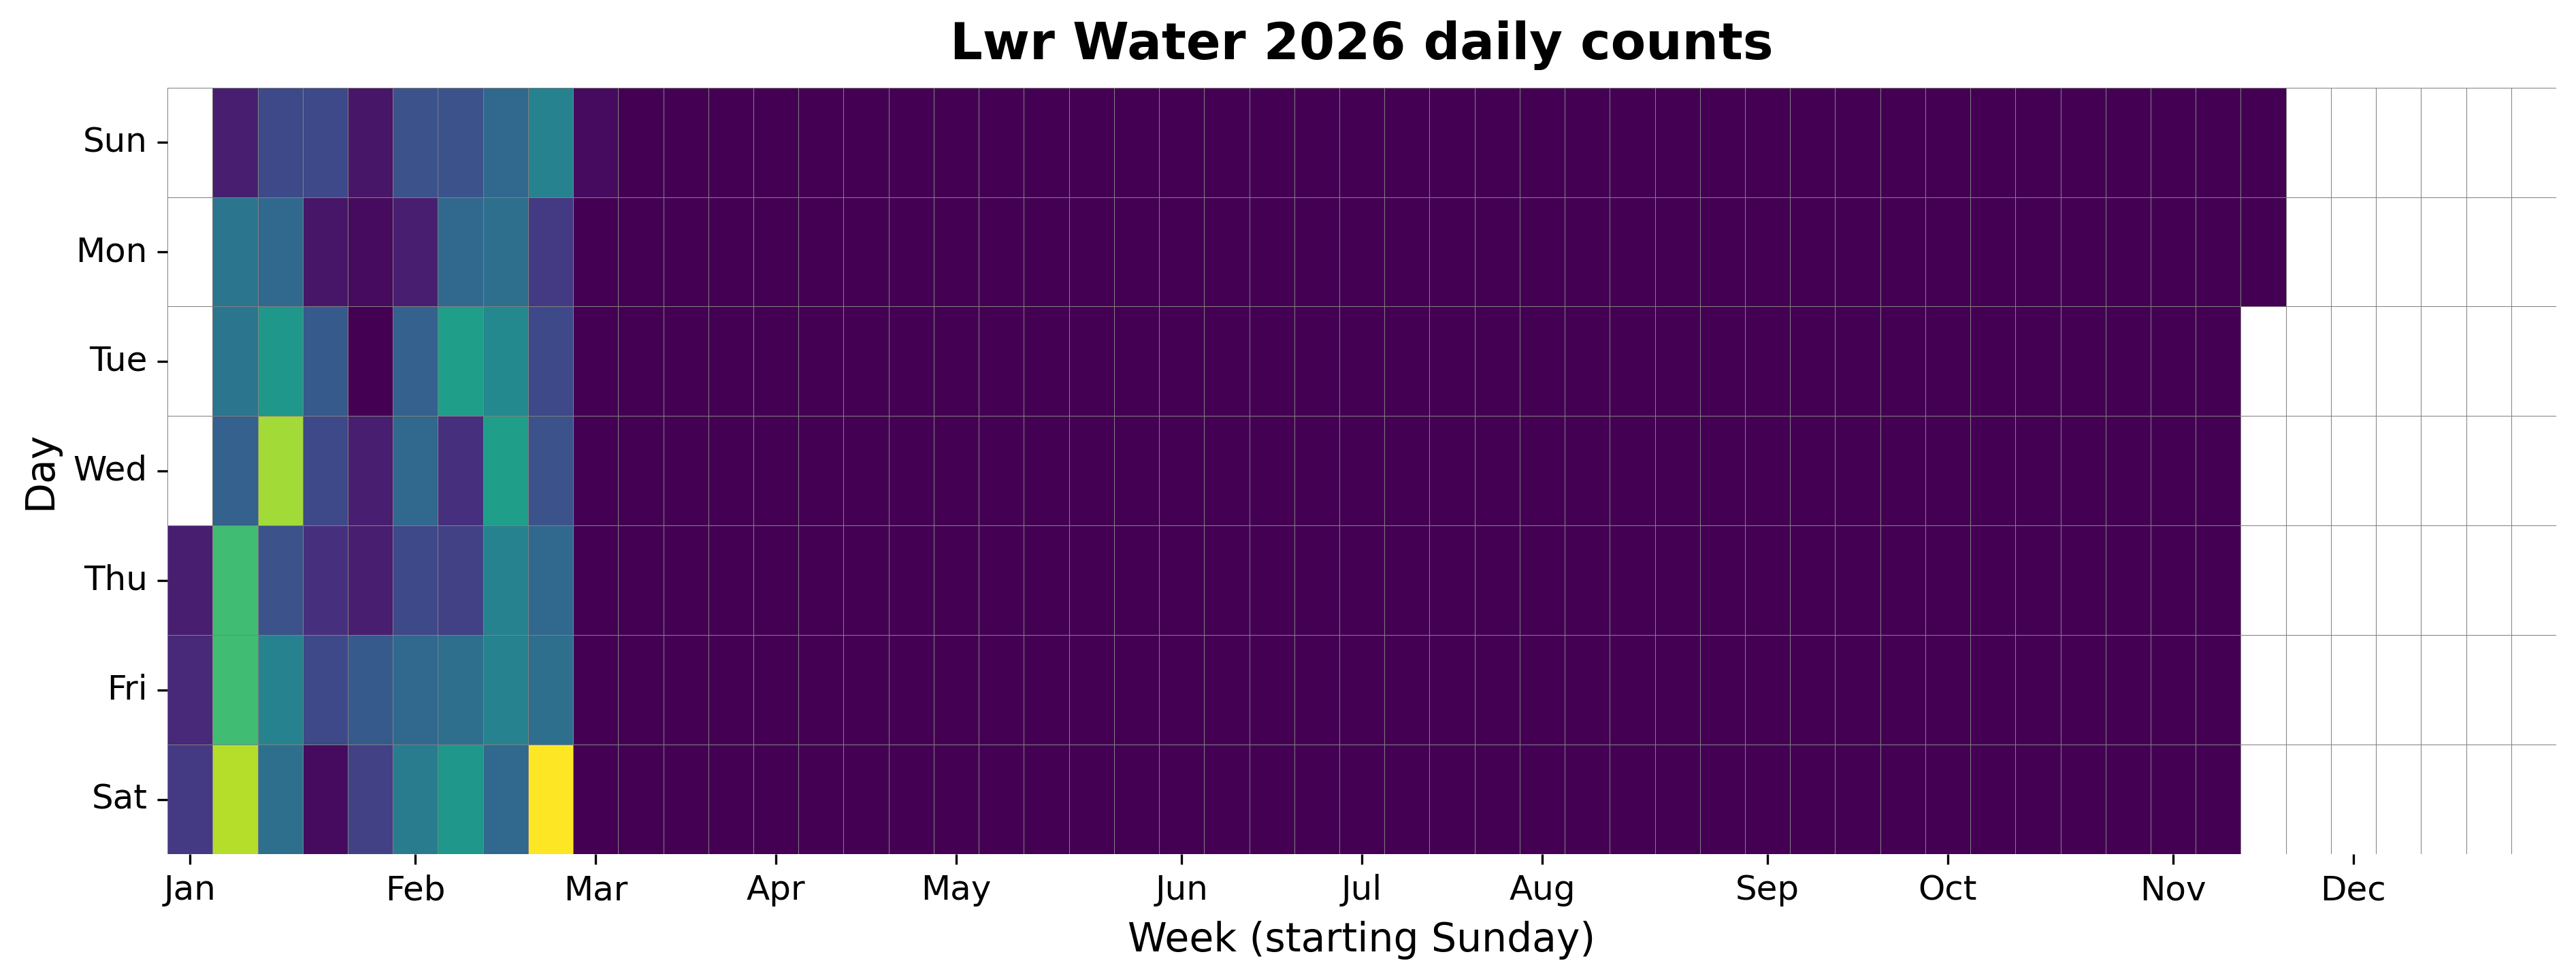 Lwr Water 2026 daily counts
Day
Sun
Mon
Tue
Wed
Thu
Fri
Sat
Jan Feb Mar Apr May Jun Jul Aug Sep Oct Nov Dec
Week (starting Sunday)